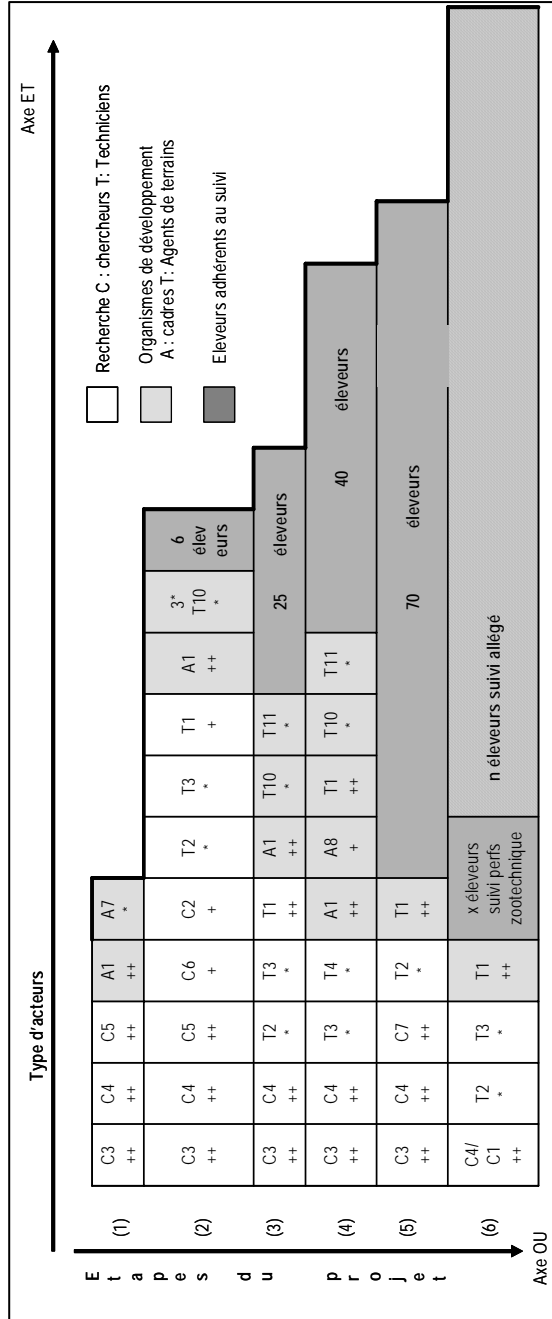 Axe ET
Type d'acteurs
Recherche C : chercheurs T: Techniciens
Organismes de développement
A : cadres T: Agents de terrains
Eleveurs adhérents au suivi
Etapes du projet
(1)
C3
++
C4
++
C5
++
A1
++
A7
*
(2)
C3
++
C4
++
C5
++
C6
+
C2
+
T2
*
T3
*
T1
+
A1
++
3*
T10
*
6
élev
eurs
(3)
C3
++
C4
++
T2
*
T3
*
T1
++
A1
++
T10
*
T11
*
25 éleveurs
(4)
C3
++
C4
++
T3
*
T4
*
A1
++
A8
+
T1
++
T10
*
T11
*
40 éleveurs
(5)
C3
++
C4
++
C7
++
T2
*
T1
++
70 éleveurs
(6)
C4/
C1
++
T2
*
T3
*
T1
++
x éleveurs
suivi perfs
zootechnique
n éleveurs suivi allégé
Axe OU